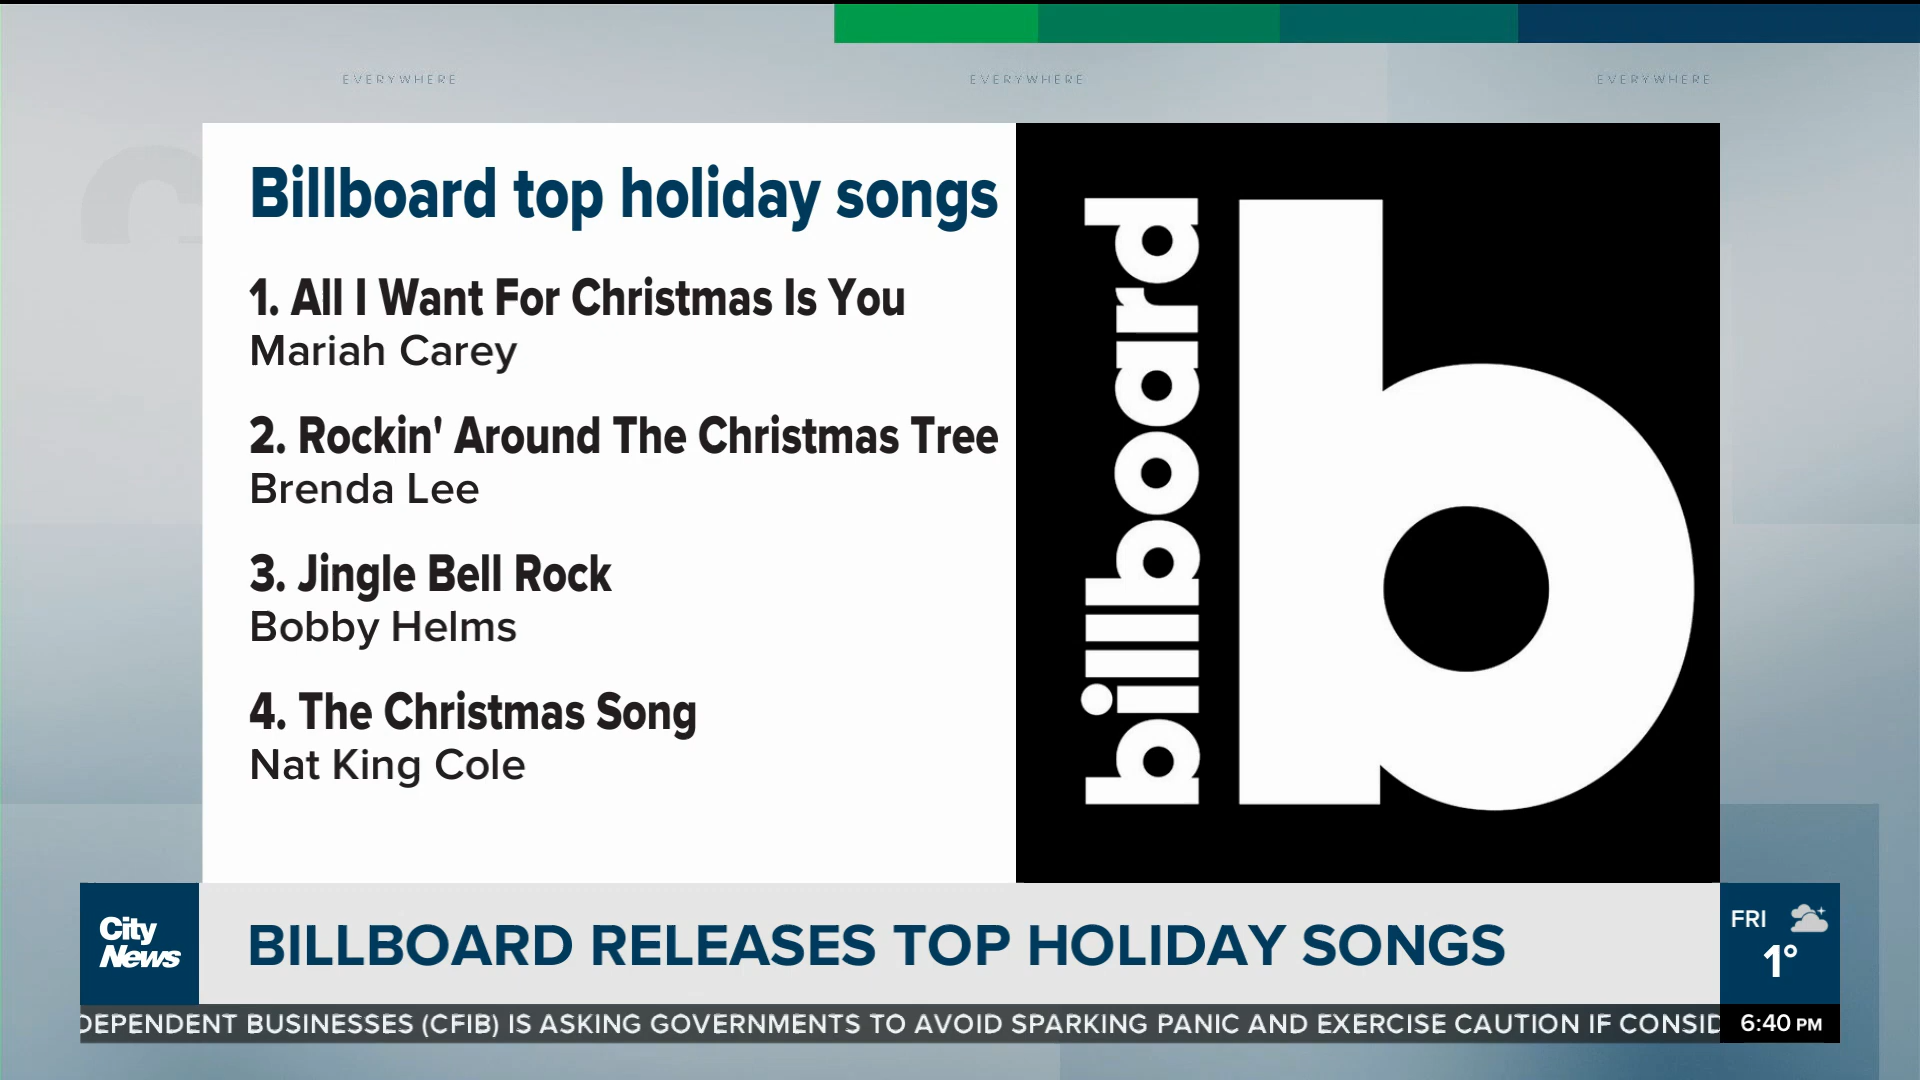 EVERYWHERE EVERYWHERE EVERYWHERE
Billboard top holiday songs
1. All I Want For Christmas Is You
Mariah Carey
2. Rockin' Around The Christmas Tree
Brenda Lee
3. Jingle Bell Rock
Bobby Helms
4. The Christmas Song
Nat King Cole
billboard
b
City
News
BILLBOARD RELEASES TOP HOLIDAY SONGS
FRI
1°
DEPENDENT BUSINESSES (CFIB) IS ASKING GOVERNMENTS TO AVOID SPARKING PANIC AND EXERCISE CAUTION IF CONSID
6:40 PM